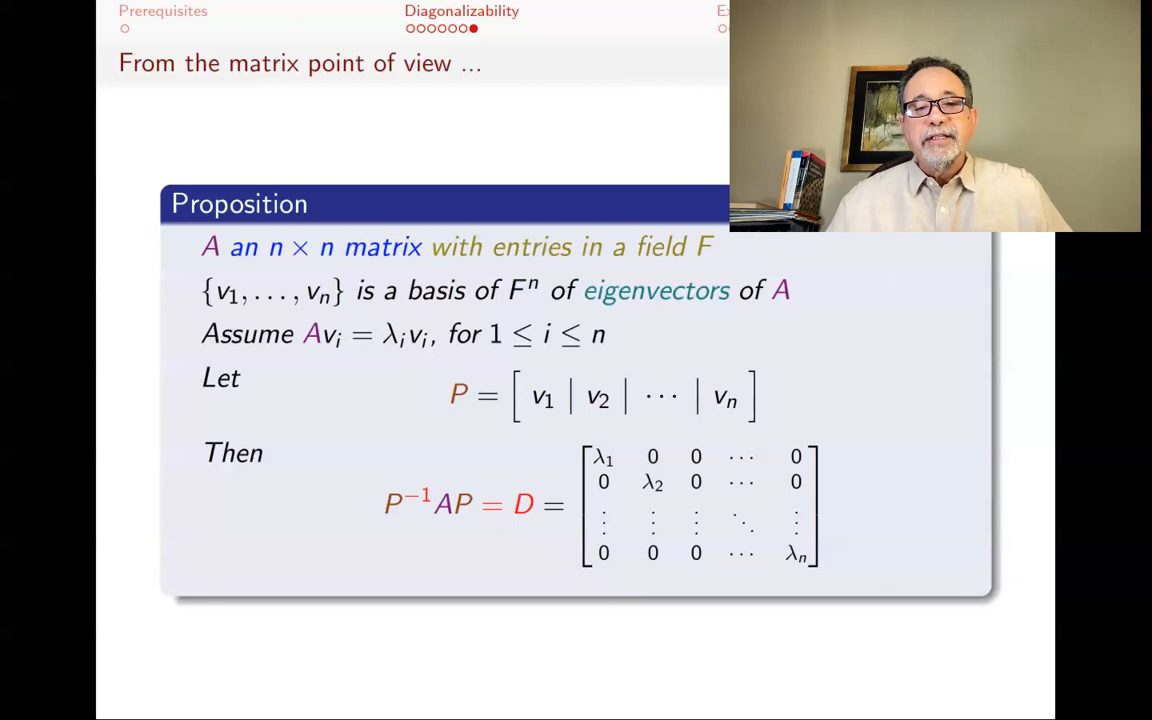 Prerequisites
Diagonalizability
From the matrix point of view ...
Proposition
A an n × n matrix with entries in a field F
{v₁, . . . , vₙ} is a basis of Fⁿ of eigenvectors of A
Assume Avᵢ = λᵢvᵢ, for 1 ≤ i ≤ n
Let
P = [ v₁ | v₂ | ··· | vₙ ]
Then
P⁻¹AP = D =
λ₁ 0 0 ··· 0
0 λ₂ 0 ··· 0
⋮ ⋮ ⋮ ⋱ ⋮
0 0 0 ··· λₙ